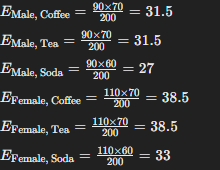 E_{Male, Coffee} = \frac{90×70}{200} = 31.5
E_{Male, Tea} = \frac{90×70}{200} = 31.5
E_{Male, Soda} = \frac{90×60}{200} = 27
E_{Female, Coffee} = \frac{110×70}{200} = 38.5
E_{Female, Tea} = \frac{110×70}{200} = 38.5
E_{Female, Soda} = \frac{110×60}{200} = 33